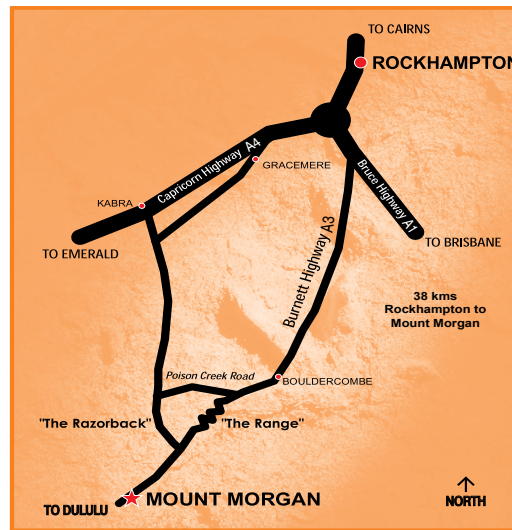 TO CAIRNS
ROCKHAMPTON
Capricorn Highway A4
GRACEMERE
Bruce Highway A1
KABRA
TO EMERALD
TO BRISBANE
Burnett Highway A3
38 kms
Rockhampton to
Mount Morgan
Poison Creek Road
BOULDERCOMBE
"The Razorback"
"The Range"
MOUNT MORGAN
TO DULULU
NORTH